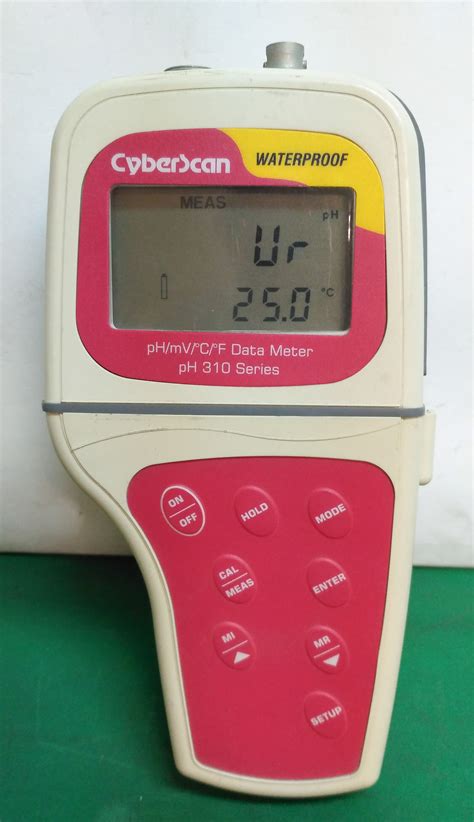 CyberScan WATERPROOF
MEAS
pH
Ur
25.0 °C
pH/mV/°C/°F Data Meter
pH 310 Series
ON
OFF
HOLD
MODE
CAL
MEAS
ENTER
MI
MR
SETUP